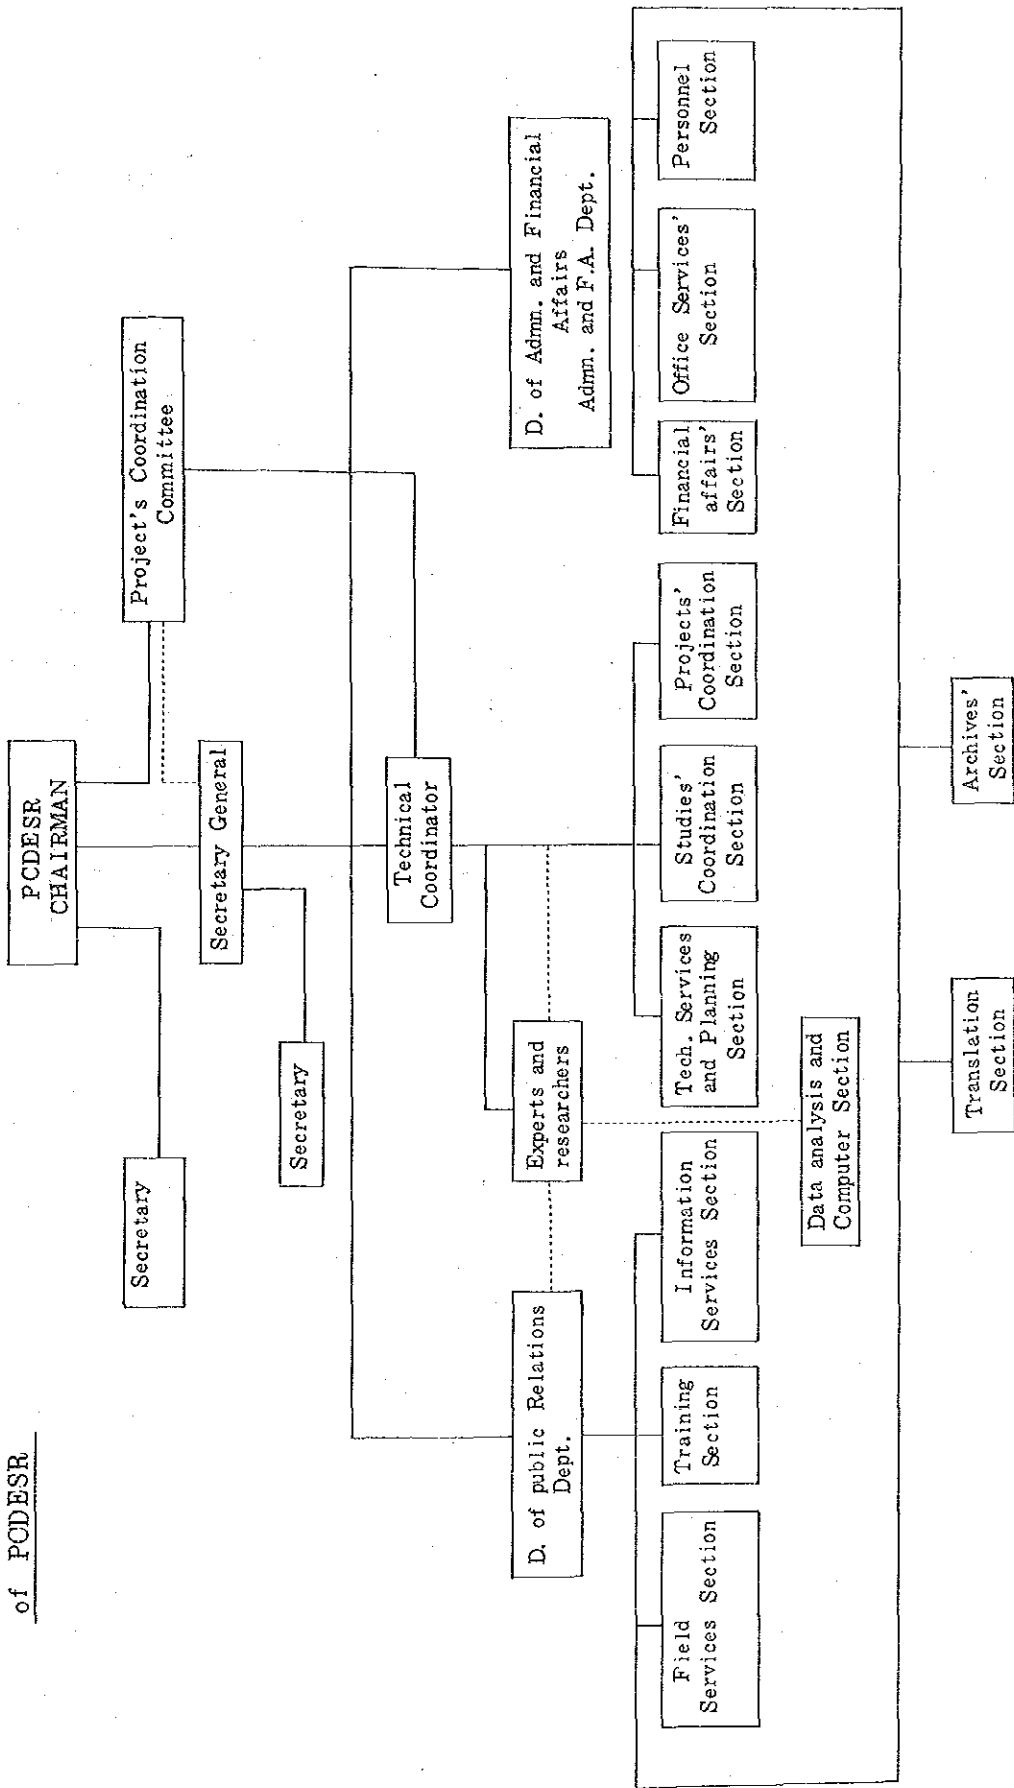 of PCDESR
PCDESR
CHAIRMAN
Project's Coordination
Committee
Secretary
Secretary General
Secretary
Technical
Coordinator
D. of public Relations
Dept.
Experts and
researchers
D. of Admn. and Financial
Affairs
Admn. and F.A. Dept.
Field
Services Section
Training
Section
Information
Services Section
Tech. Services
and Planning
Section
Studies'
Coordination
Section
Projects'
Coordination
Section
Financial
affairs'
Section
Office Services'
Section
Personnel
Section
Data analysis and
Computer Section
Translation
Section
Archives'
Section